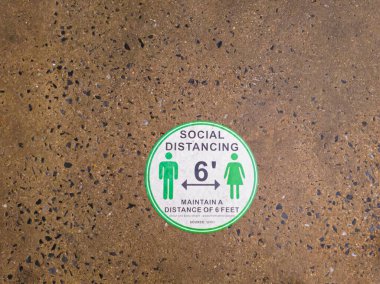 SOCIAL
DISTANCING
6'
MAINTAIN A
DISTANCE OF 6 FEET